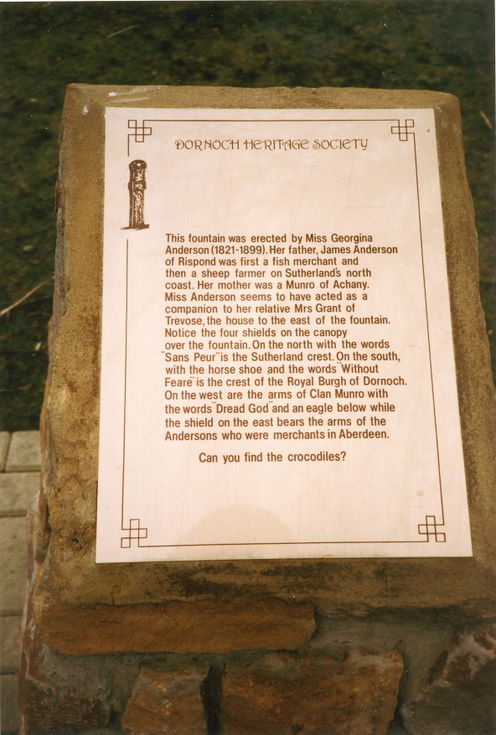 DORNOCH HERITAGE SOCIETY
This fountain was erected by Miss Georgina
Anderson (1821-1899). Her father, James Anderson
of Rispond was first a fish merchant and
then a sheep farmer on Sutherland's north
coast. Her mother was a Munro of Achany.
Miss Anderson seems to have acted as a
companion to her relative Mrs Grant of
Trevose, the house to the east of the fountain.
Notice the four shields on the canopy
over the fountain. On the north with the words
"Sans Peur" is the Sutherland crest. On the south,
with the horse shoe and the words "Without
Feare" is the crest of the Royal Burgh of Dornoch.
On the west are the arms of Clan Munro with
the words "Dread God" and an eagle below while
the shield on the east bears the arms of the
Andersons who were merchants in Aberdeen.
Can you find the crocodiles?